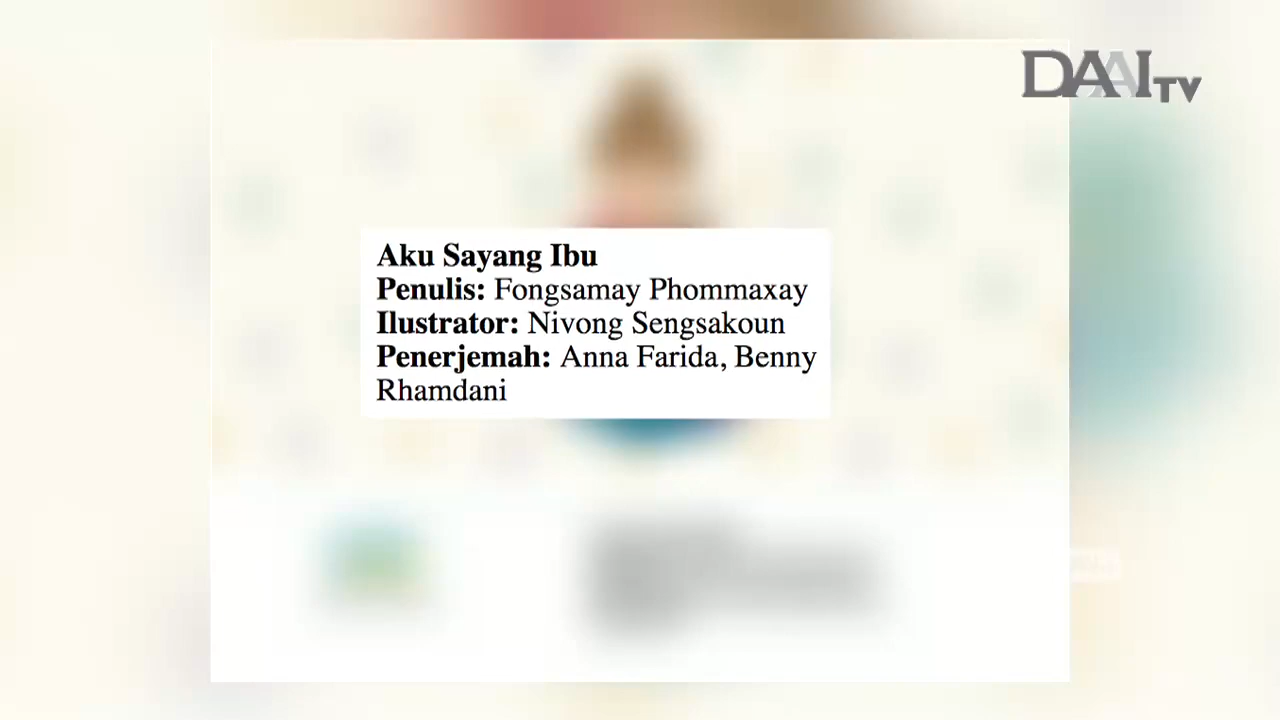 DAAI TV
Aku Sayang Ibu
Penulis: Fongsamay Phommaxay
Ilustrator: Nivong Sengsakoun
Penerjemah: Anna Farida, Benny
Rhamdani